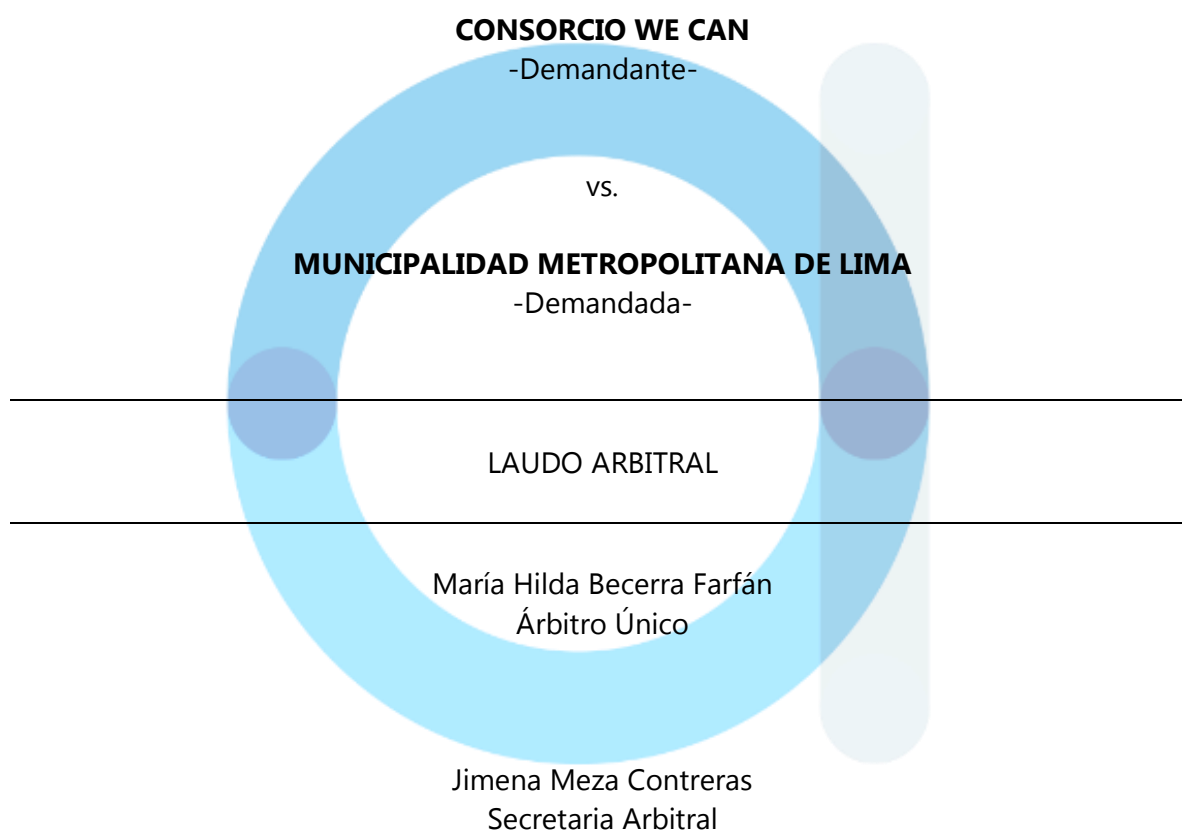 CONSORCIO WE CAN
-Demandante-
vs.
MUNICIPALIDAD METROPOLITANA DE LIMA
-Demandada-
LAUDO ARBITRAL
María Hilda Becerra Farfán
Árbitro Único
Jimena Meza Contreras
Secretaria Arbitral